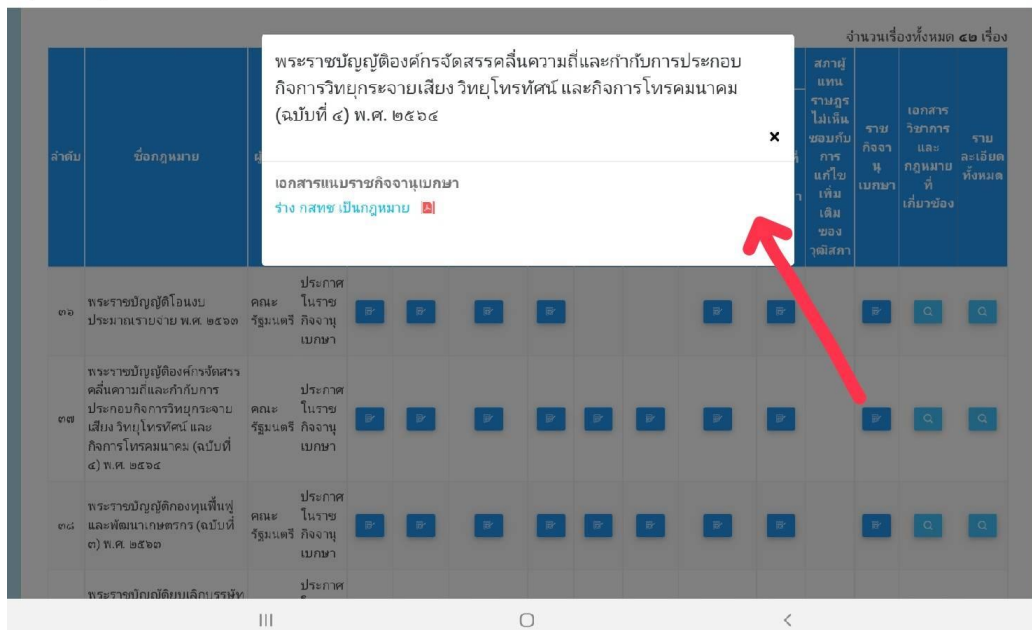 จำนวนเรื่องทั้งหมด ๔๒ เรื่อง
พระราชบัญญัติองค์กรจัดสรรคลื่นความถี่และกำกับการประกอบ
กิจการวิทยุกระจายเสียง วิทยุโทรทัศน์ และกิจการโทรคมนาคม
(ฉบับที่ ๔) พ.ศ. ๒๕๖๔
เอกสารแนบราชกิจจานุเบกษา
ร่าง กสทช เป็นกฎหมาย
ลำดับ
ชื่อกฎหมาย
สภาผู้
แทน
ราษฎร
ไม่เห็น
ชอบกับ
การ
แก้ไข
เพิ่ม
เติม
ของ
วุฒิสภา
ราช
กิจจา
นุ
เบกษา
เอกสาร
วิชาการ
และ
กฎหมาย
ที่
เกี่ยวข้อง
ราย
ละเอียด
ทั้งหมด
๓๖
พระราชบัญญัติโอนงบ
ประมาณรายจ่าย พ.ศ. ๒๕๖๓
คณะ
รัฐมนตรี
ประกาศ
ในราช
กิจจานุ
เบกษา
๓๗
พระราชบัญญัติองค์กรจัดสรร
คลื่นความถี่และกำกับการ
ประกอบกิจการวิทยุกระจาย
เสียง วิทยุโทรทัศน์ และ
กิจการโทรคมนาคม (ฉบับที่
๔) พ.ศ. ๒๕๖๔
คณะ
รัฐมนตรี
ประกาศ
ในราช
กิจจานุ
เบกษา
๓๘
พระราชบัญญัติกองทุนฟื้นฟู
และพัฒนาเกษตรกร (ฉบับที่
๓) พ.ศ. ๒๕๖๓
คณะ
รัฐมนตรี
ประกาศ
ในราช
กิจจานุ
เบกษา
พระราชบัญญัติยุบเลิกบรรษัท
ประกาศ